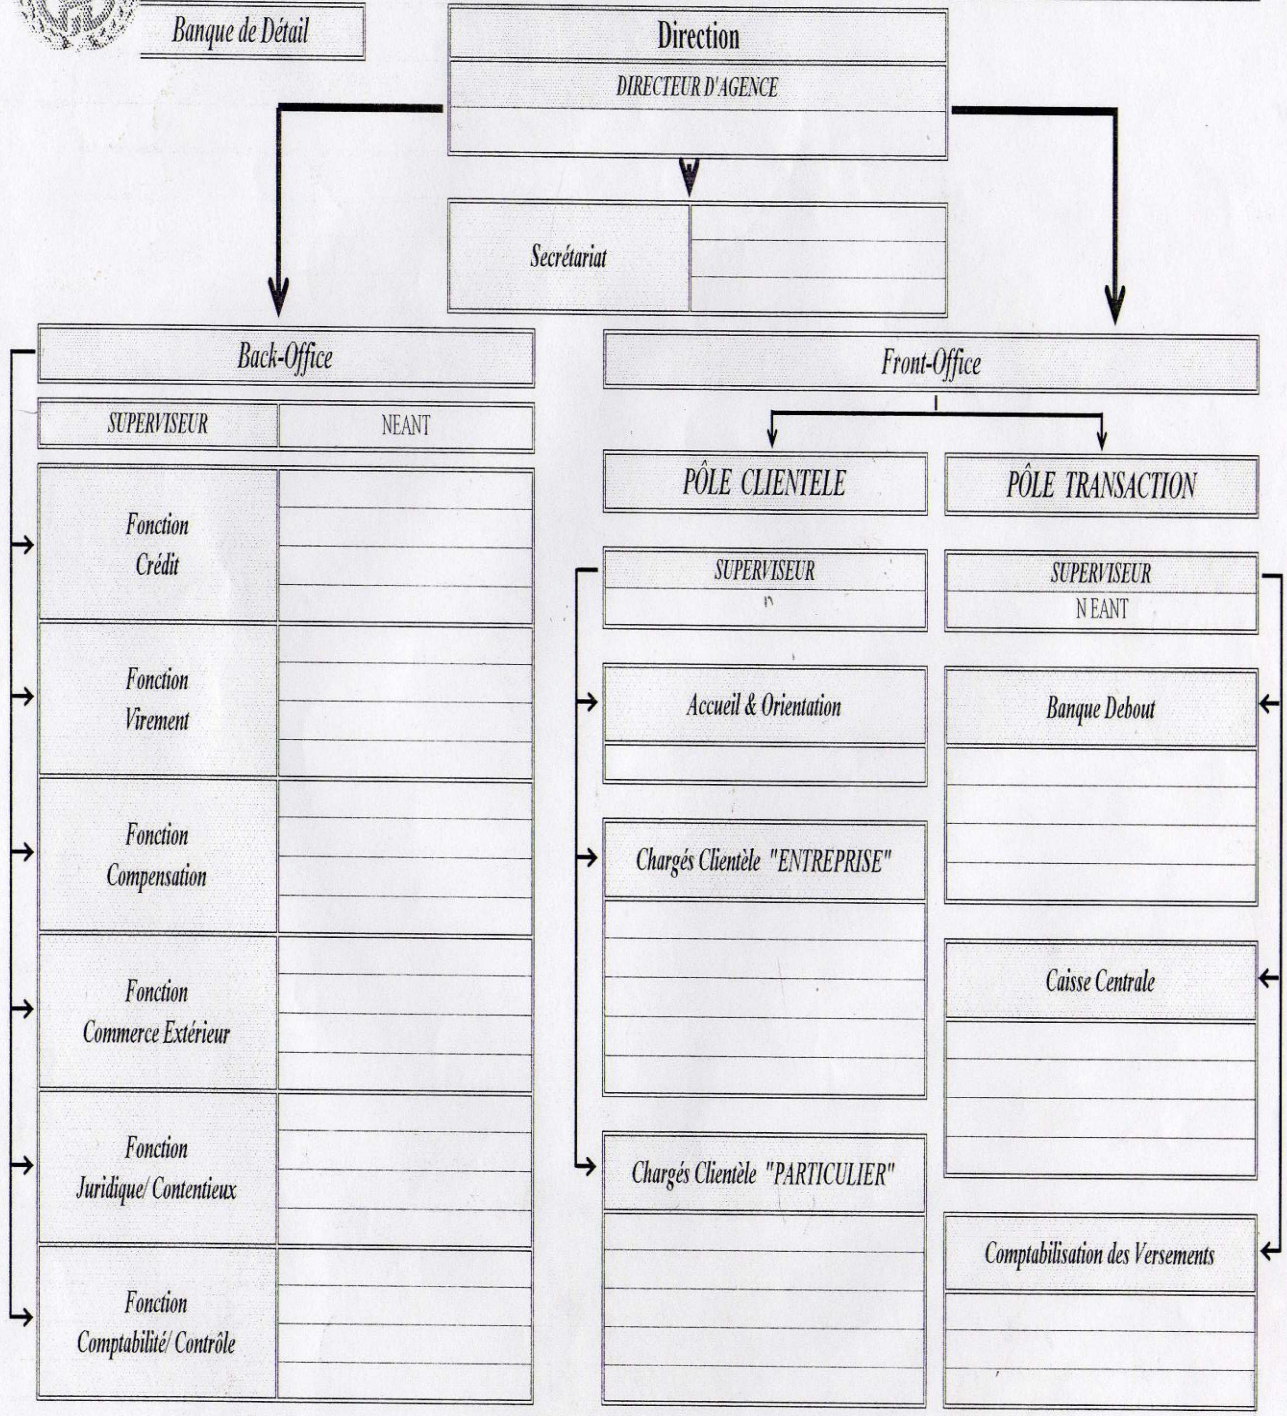 Banque de Détail
Direction
DIRECTEUR D'AGENCE
Secrétariat
Back-Office
SUPERVISEUR
NEANT
Fonction
Crédit
Fonction
Virement
Fonction
Compensation
Fonction
Commerce Extérieur
Fonction
Juridique/ Contentieux
Fonction
Comptabilité/ Contrôle
Front-Office
PÔLE CLIENTELE
SUPERVISEUR
Accueil & Orientation
Chargés Clientèle "ENTREPRISE"
Chargés Clientèle "PARTICULIER"
PÔLE TRANSACTION
SUPERVISEUR
N EANT
Banque Debout
Caisse Centrale
Comptabilisation des Versements